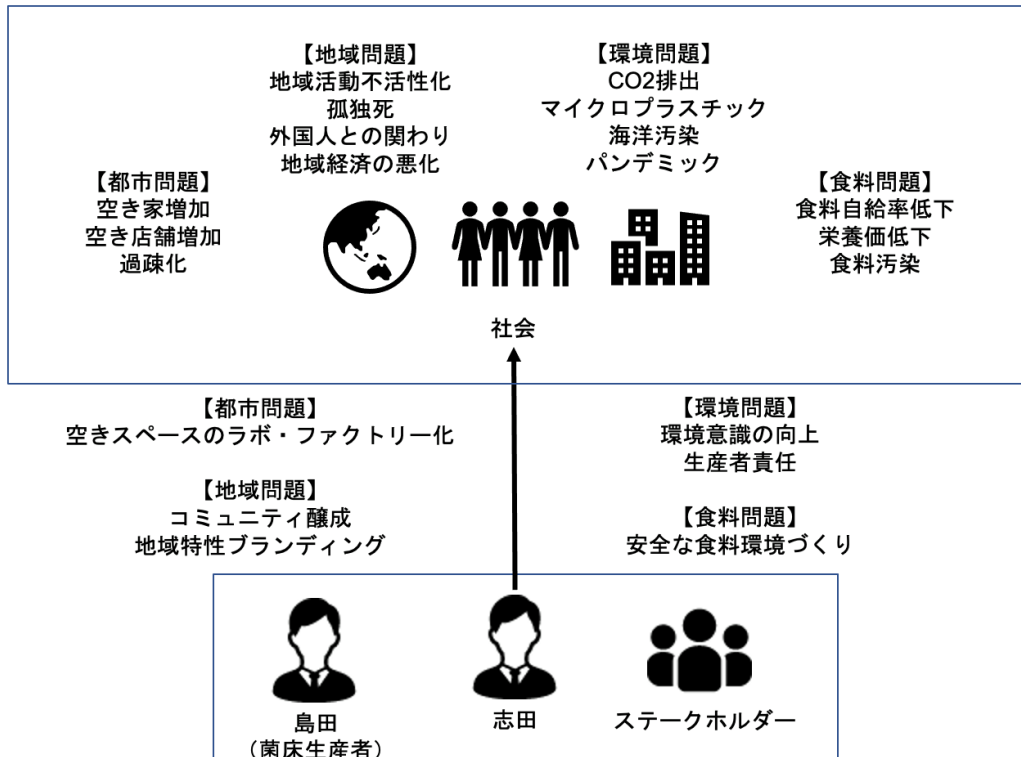 【地域問題】
地域活動不活性化
孤独死
外国人との関わり
地域経済の悪化
【環境問題】
CO2排出
マイクロプラスチック
海洋汚染
パンデミック
【都市問題】
空き家増加
空き店舗増加
過疎化
【食料問題】
食料自給率低下
栄養価低下
食料汚染
社会
【都市問題】
空きスペースのラボ・ファクトリー化
【地域問題】
コミュニティ醸成
地域特性ブランディング
【環境問題】
環境意識の向上
生産者責任
【食料問題】
安全な食料環境づくり
島田
（菌床生産者）
志田
ステークホルダー